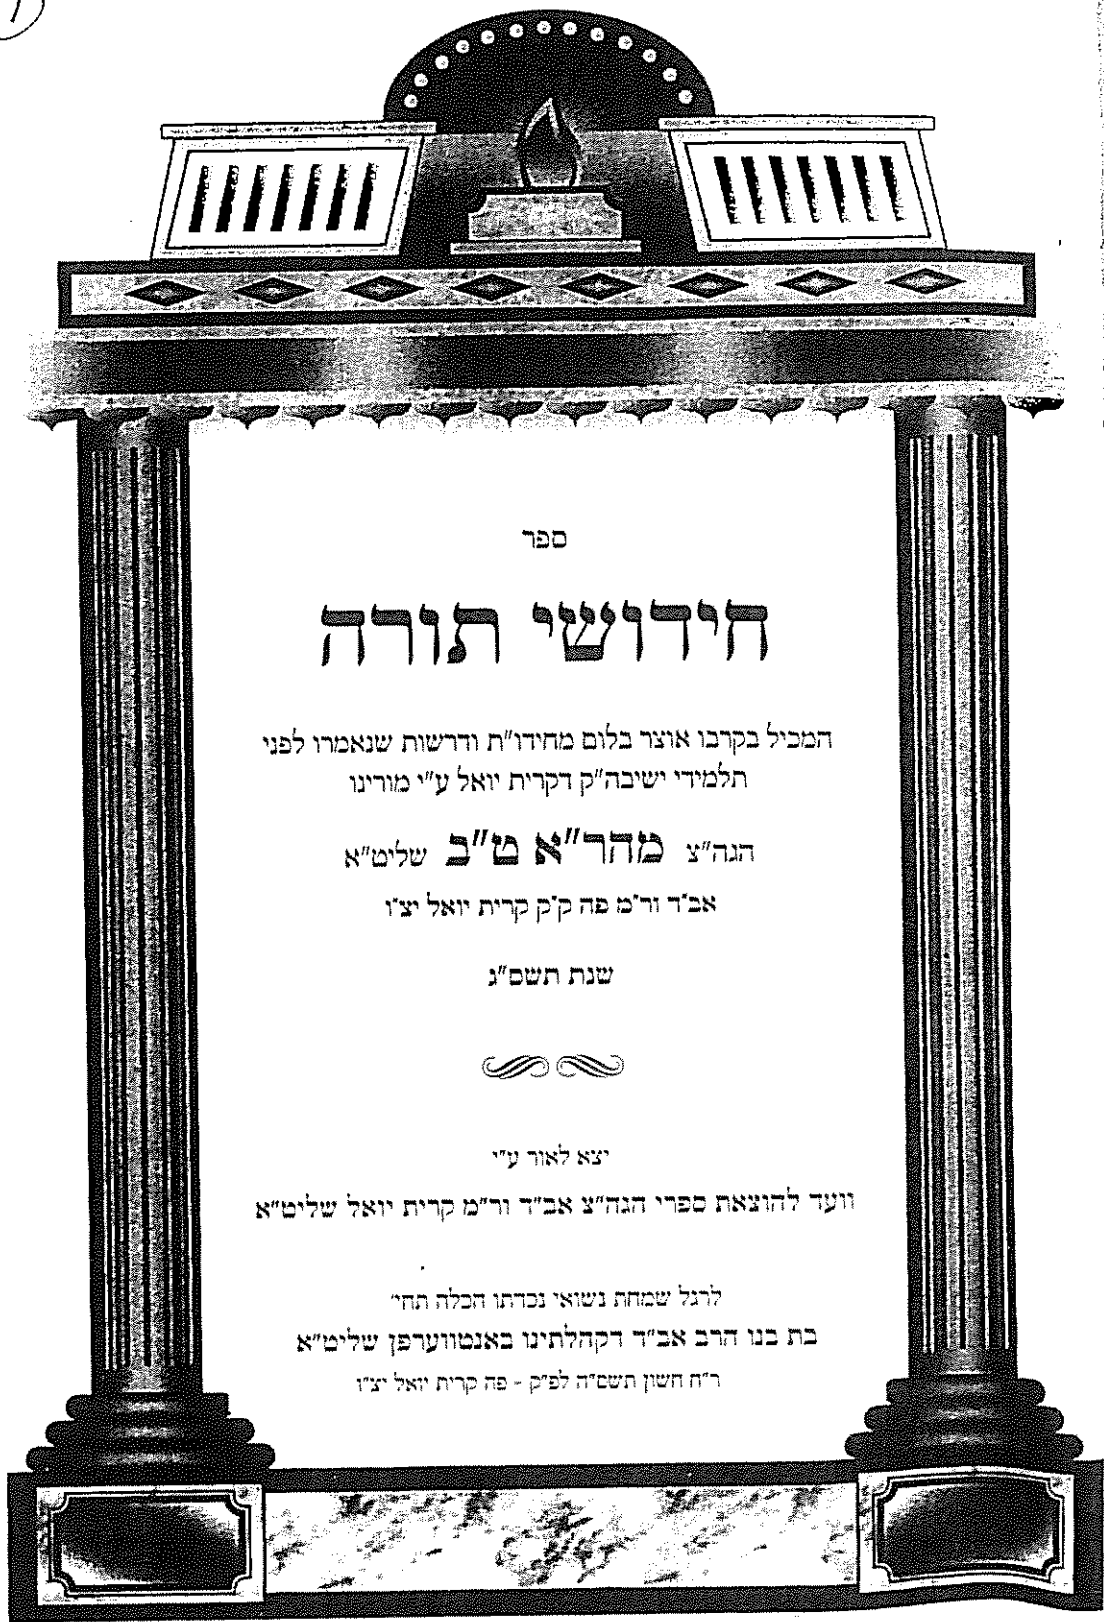 ספר
חידושי תורה
המכיל בקרבו אוצר בלום מחידו״ת ודרשות שנאמרו לפני
תלמידי ישיבה״ק דקרית יואל ע״י מורינו
הגה״צ מהר״א ט״ב שליט״א
אב״ד ור״מ פה ק״ק קרית יואל יצ״ו
שנת תשס״ג
יצא לאור ע״י
וועד להוצאת ספרי הגה״צ אב״ד ור״מ קרית יואל שליט״א
לרגל שמחת נשואי נכדתו הכלה תחי׳
בת בנו הרב אב״ד דקהלתינו באנטווערפן שליט״א
ר״ח חשון תשס״ה לפ״ק - פה קרית יואל יצ״ו